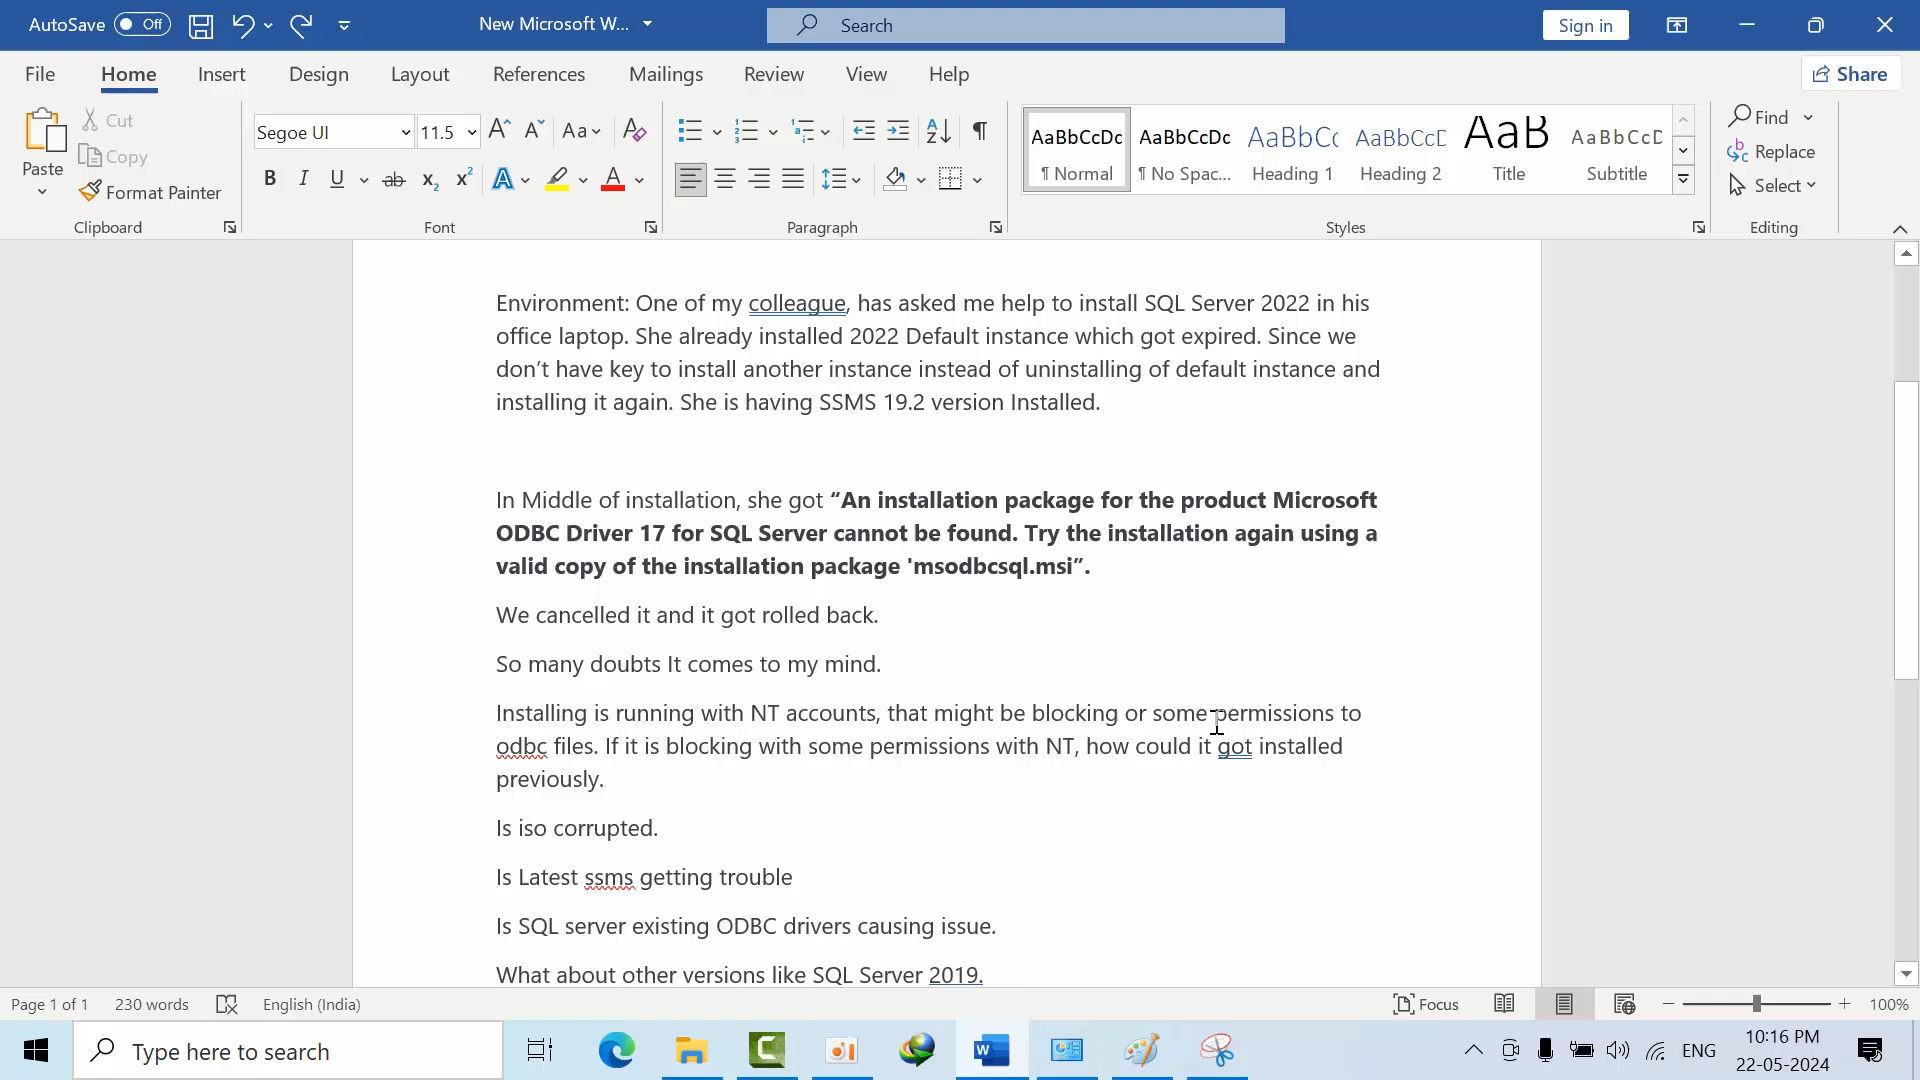 AutoSave Off New Microsoft W... Search Sign in
File Home Insert Design Layout References Mailings Review View Help Share
Paste Cut Copy Format Painter
Segoe UI 11.5
AaBbCcDc AaBbCcDc AaBbCc AaBbCcD AaB AaBbCcD
¶ Normal ¶ No Spac... Heading 1 Heading 2 Title Subtitle
Find Replace Select
Clipboard Font Paragraph Styles Editing
Environment: One of my colleague, has asked me help to install SQL Server 2022 in his
office laptop. She already installed 2022 Default instance which got expired. Since we
don’t have key to install another instance instead of uninstalling of default instance and
installing it again. She is having SSMS 19.2 version Installed.
In Middle of installation, she got “An installation package for the product Microsoft
ODBC Driver 17 for SQL Server cannot be found. Try the installation again using a
valid copy of the installation package 'msodbcsql.msi”.
We cancelled it and it got rolled back.
So many doubts It comes to my mind.
Installing is running with NT accounts, that might be blocking or some permissions to
odbc files. If it is blocking with some permissions with NT, how could it got installed
previously.
Is iso corrupted.
Is Latest ssms getting trouble
Is SQL server existing ODBC drivers causing issue.
What about other versions like SQL Server 2019.
Page 1 of 1 230 words English (India) Focus 100%
Type here to search ENG 10:16 PM
22-05-2024